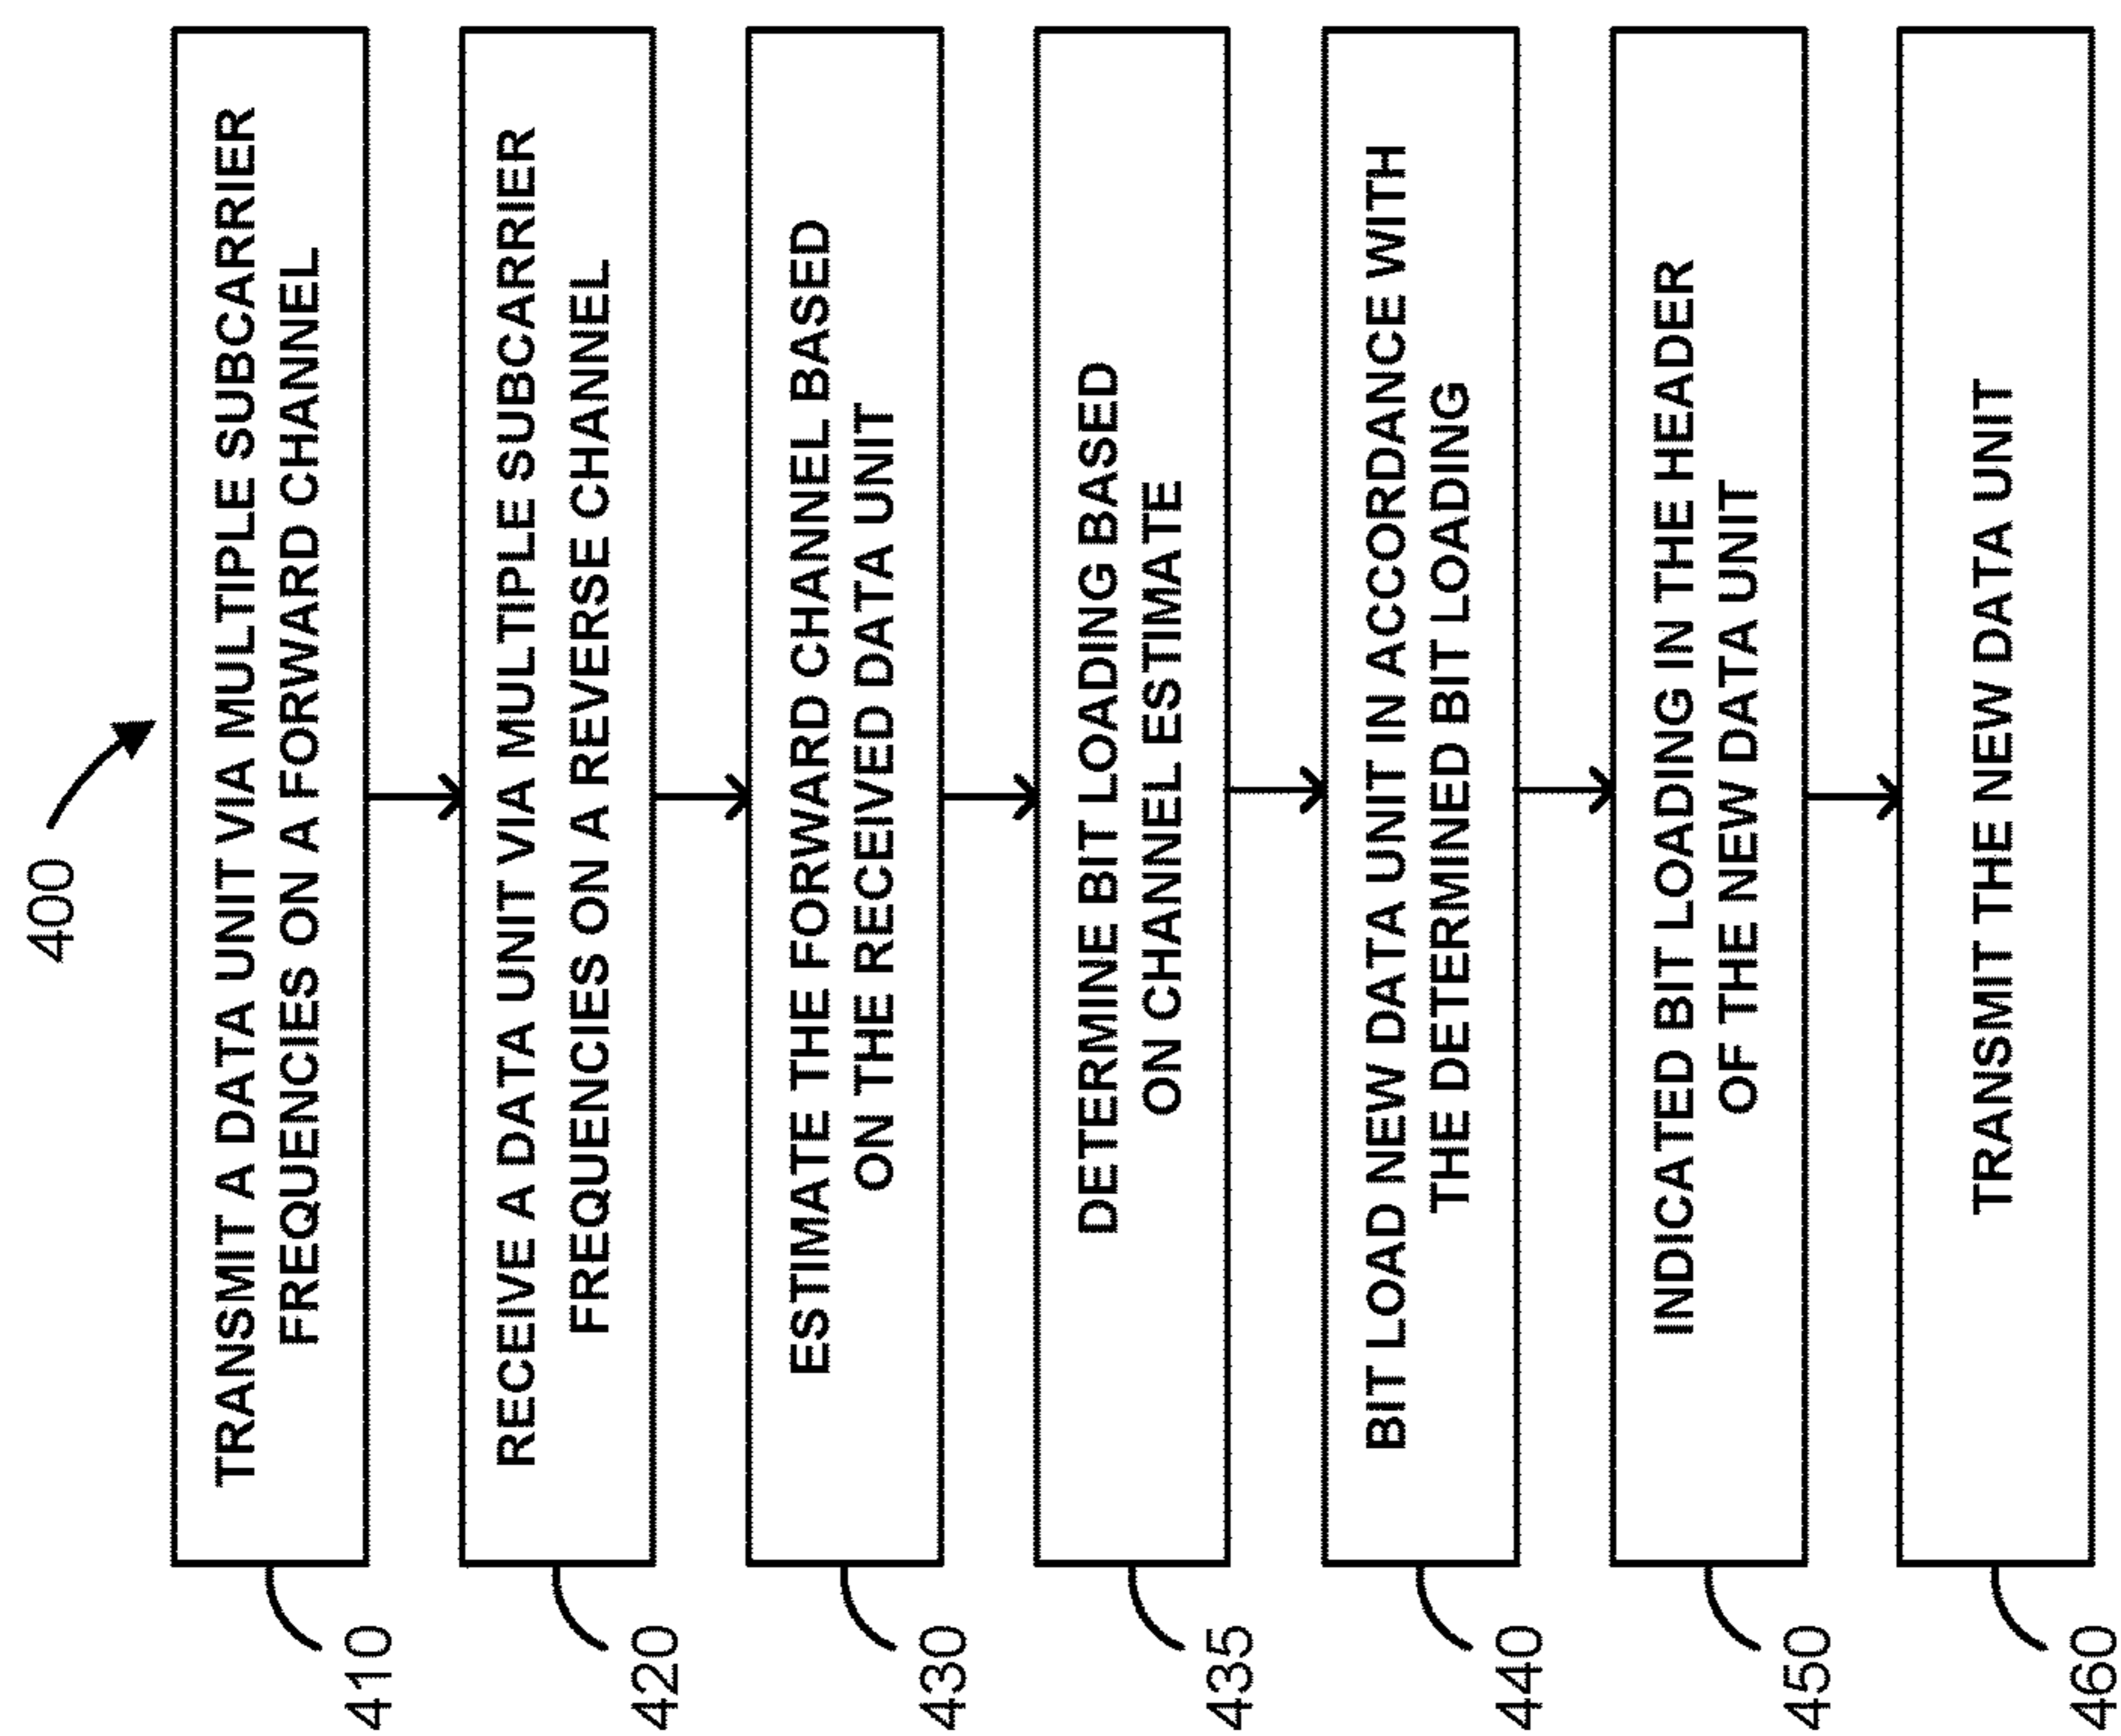 400
410
TRANSMIT A DATA UNIT VIA MULTIPLE SUBCARRIER
FREQUENCIES ON A FORWARD CHANNEL
420
RECEIVE A DATA UNIT VIA MULTIPLE SUBCARRIER
FREQUENCIES ON A REVERSE CHANNEL
430
ESTIMATE THE FORWARD CHANNEL BASED
ON THE RECEIVED DATA UNIT
435
DETERMINE BIT LOADING BASED
ON CHANNEL ESTIMATE
440
BIT LOAD NEW DATA UNIT IN ACCORDANCE WITH
THE DETERMINED BIT LOADING
450
INDICATED BIT LOADING IN THE HEADER
OF THE NEW DATA UNIT
460
TRANSMIT THE NEW DATA UNIT